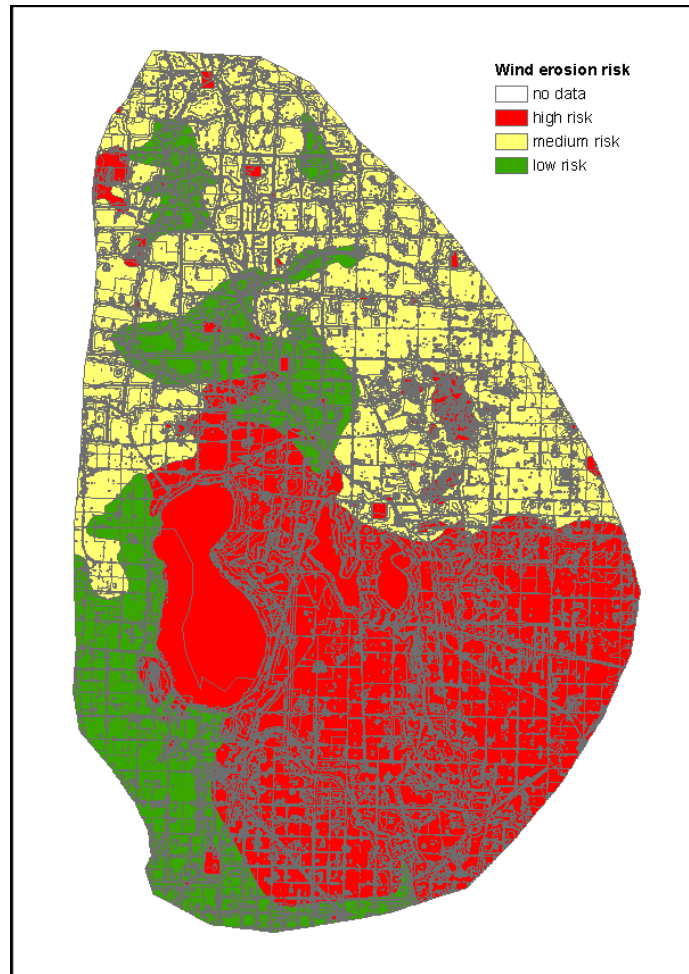 Wind erosion risk
no data
high risk
medium risk
low risk